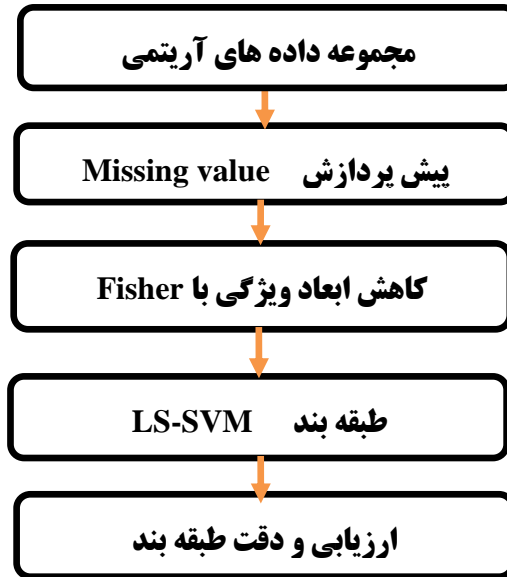 مجموعه داده های آریتمی
پیش پردازش Missing value
کاهش ابعاد ویژگی با Fisher
طبقه بند LS-SVM
ارزیابی و دقت طبقه بند